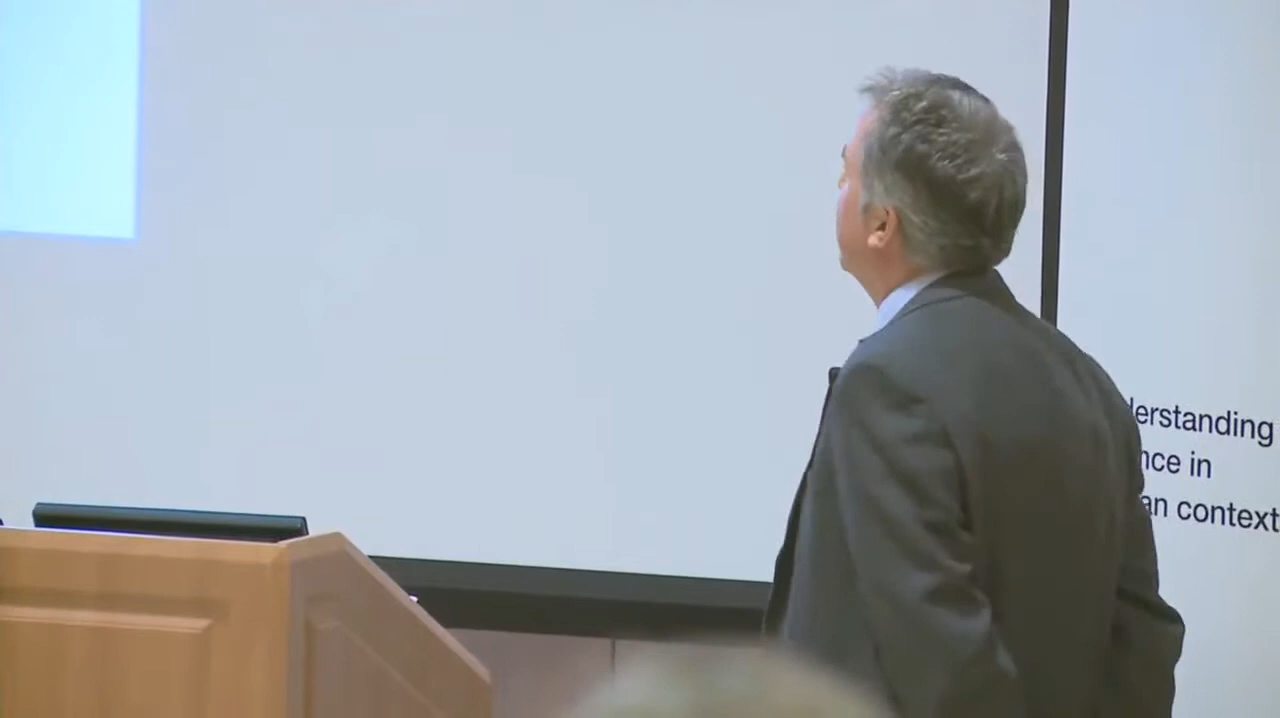 derstanding
nce in
an context